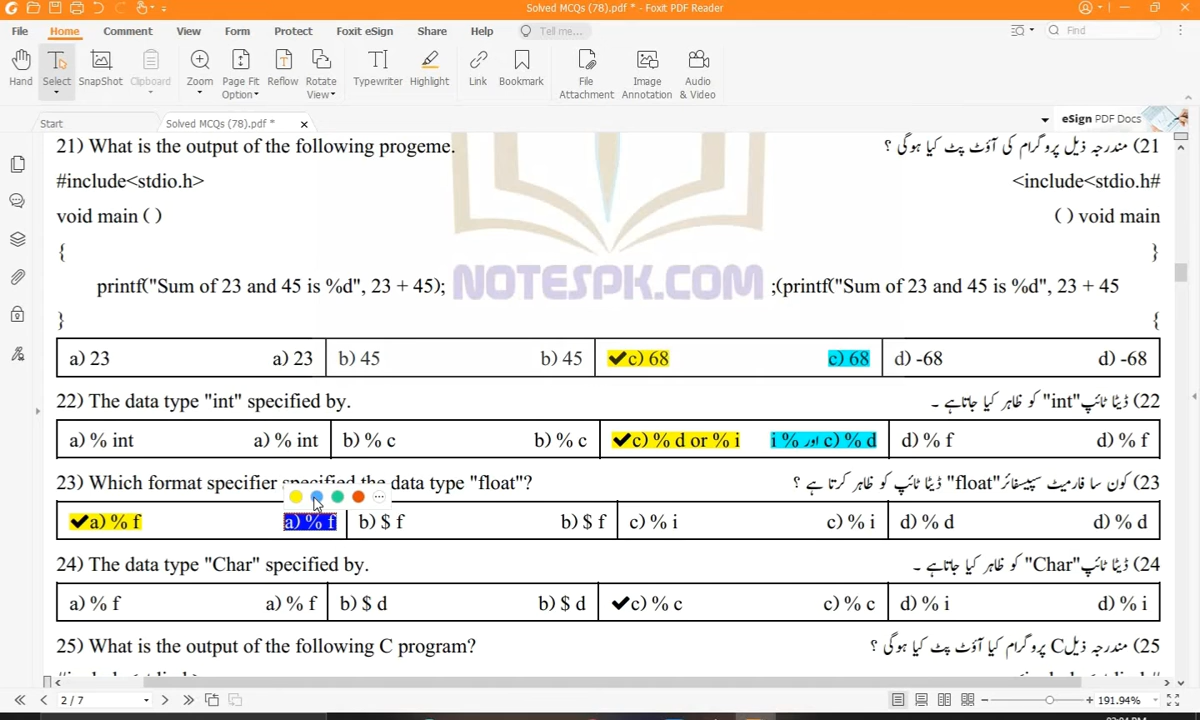 Solved MCQs (78).pdf * - Foxit PDF Reader
File Home Comment View Form Protect Foxit eSign Share Help Tell me... Find
Hand Select SnapShot Clipboard Zoom Page Fit Option Reflow Rotate View Typewriter Highlight Link Bookmark File Attachment Image Annotation Audio & Video
Start Solved MCQs (78).pdf * eSign PDF Docs
21) What is the output of the following progeme. 21) مندرجہ ذیل پروگرام کی آؤٹ پٹ کیا ہوگی ؟
#include<stdio.h> <include<stdio.h#
void main ( ) ( ) void main
{ }
printf("Sum of 23 and 45 is %d", 23 + 45); ;(printf("Sum of 23 and 45 is %d", 23 + 45
NOTESPK.COM
} {
a) 23 a) 23 b) 45 b) 45 ✔c) 68 c) 68 d) -68 d) -68
22) The data type "int" specified by. 22) ڈیٹا ٹائپ"int" کو ظاہر کیا جاتاہے ۔
a) % int a) % int b) % c b) % c ✔c) % d or % i i % اور c) % d d) % f d) % f
23) Which format specifier specified the data type "float"? 23) کون سا فارمیٹ سپیسفائر"float" ڈیٹا ٹائپ کو ظاہر کرتا ہے ؟
✔a) % f a) % f b) $ f b) $ f c) % i c) % i d) % d d) % d
24) The data type "Char" specified by. 24) ڈیٹا ٹائپ"Char" کو ظاہر کیا جاتاہے ۔
a) % f a) % f b) $ d b) $ d ✔c) % c c) % c d) % i d) % i
25) What is the output of the following C program? 25) مندرجہ ذیلC پروگرام کیا آؤٹ پٹ کیا ہوگی ؟
2 / 7 191.94%